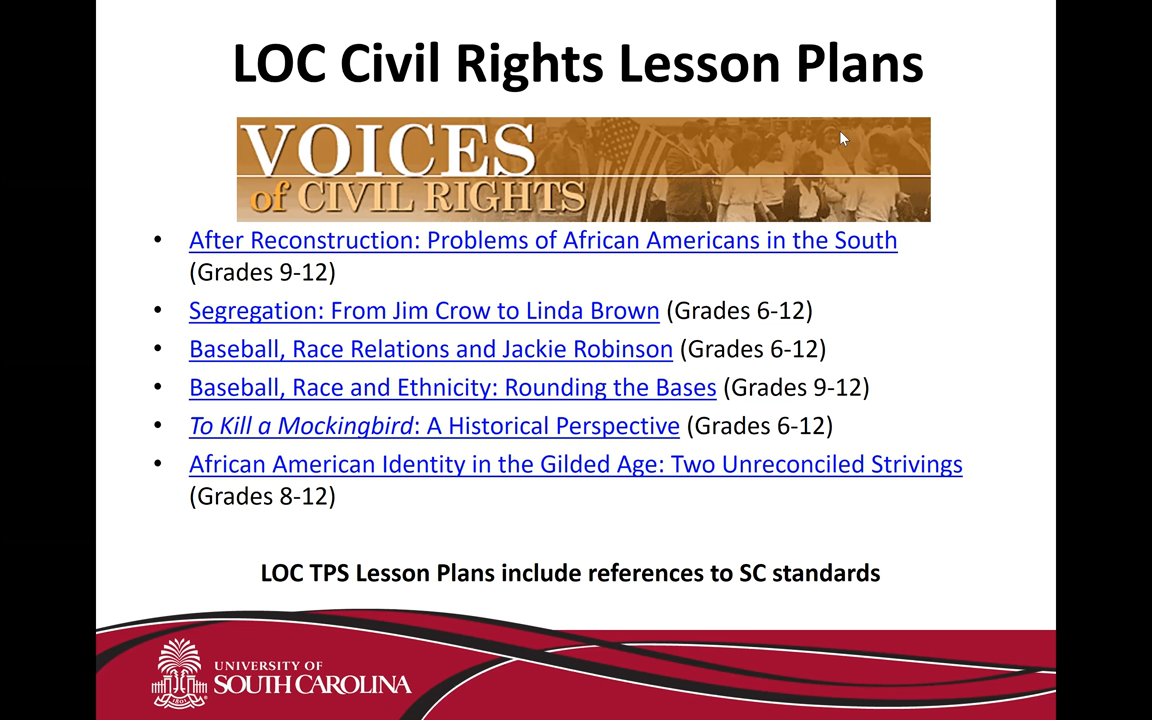 LOC Civil Rights Lesson Plans
VOICES
of CIVIL RIGHTS
• After Reconstruction: Problems of African Americans in the South
(Grades 9-12)
• Segregation: From Jim Crow to Linda Brown (Grades 6-12)
• Baseball, Race Relations and Jackie Robinson (Grades 6-12)
• Baseball, Race and Ethnicity: Rounding the Bases (Grades 9-12)
• To Kill a Mockingbird: A Historical Perspective (Grades 6-12)
• African American Identity in the Gilded Age: Two Unreconciled Strivings
(Grades 8-12)
LOC TPS Lesson Plans include references to SC standards
UNIVERSITY OF
SOUTH CAROLINA